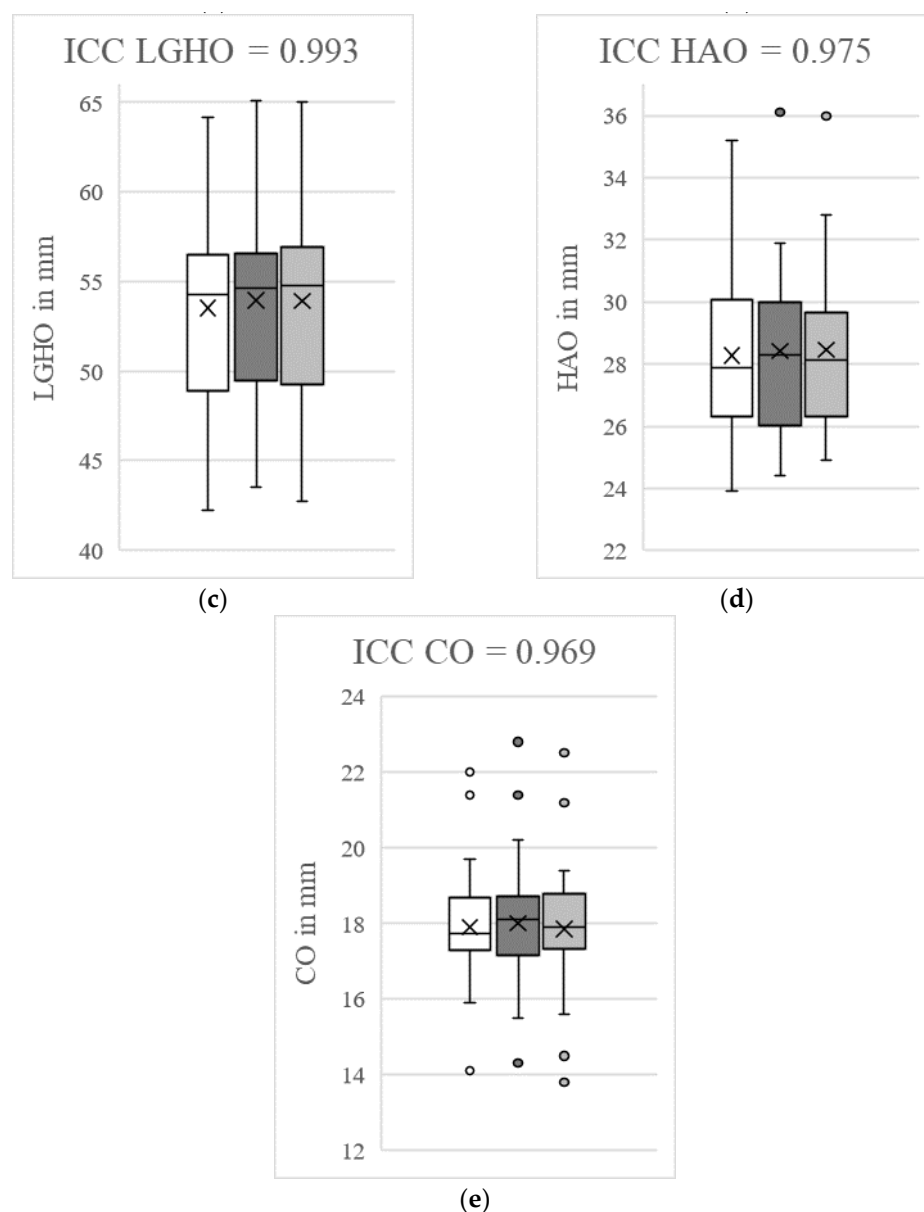 ICC LGHO = 0.993
LGHO in mm
65
60
55
50
45
40
(c)
ICC HAO = 0.975
HAO in mm
36
34
32
30
28
26
24
22
(d)
ICC CO = 0.969
CO in mm
24
22
20
18
16
14
12
(e)